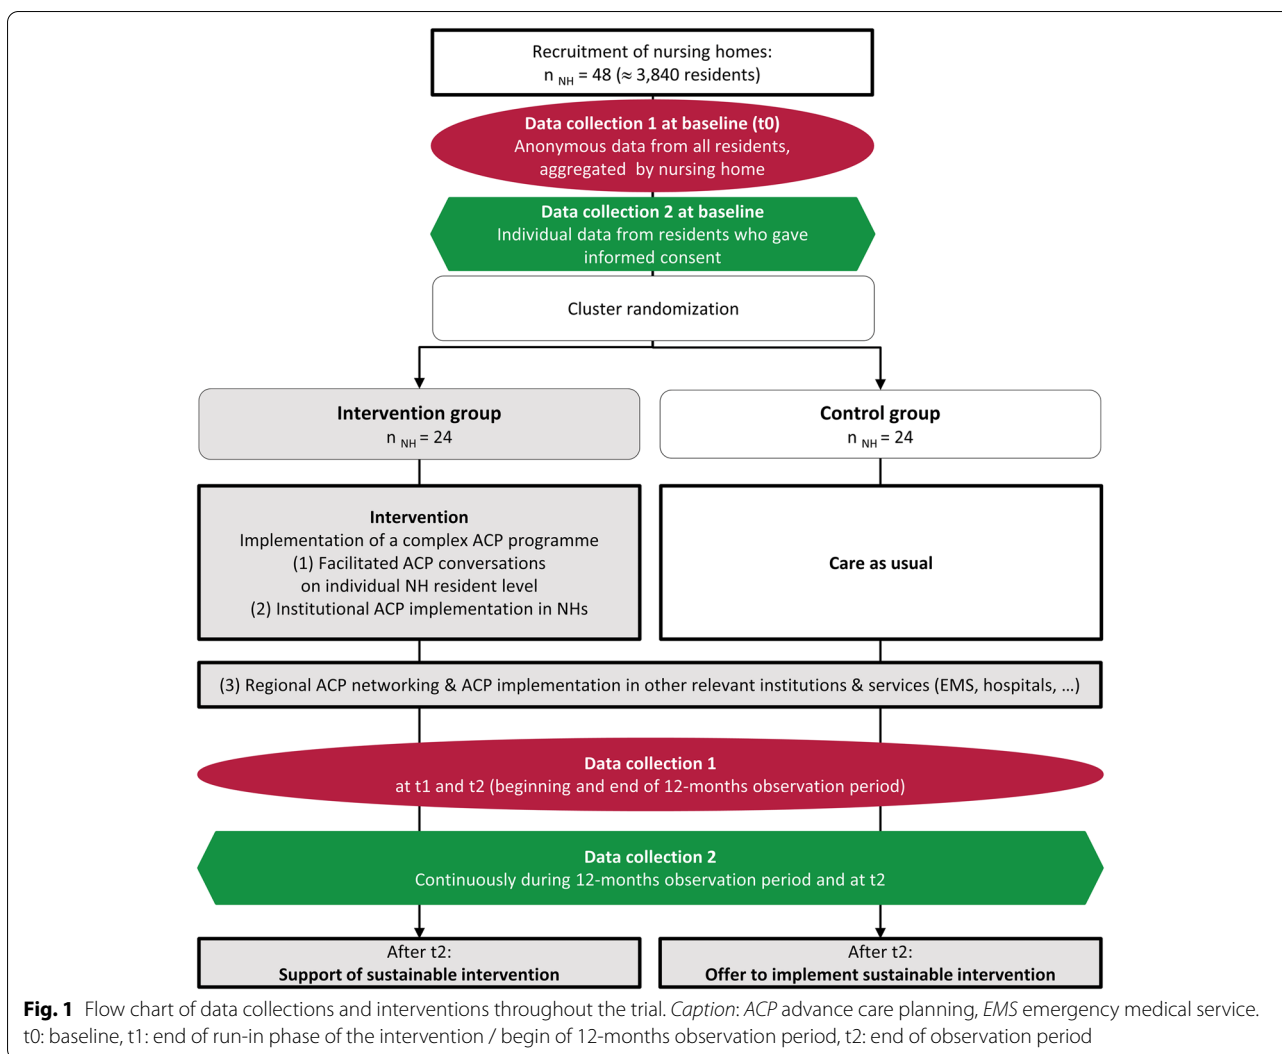 Recruitment of nursing homes:
n NH = 48 (≈ 3,840 residents)
Data collection 1 at baseline (t0)
Anonymous data from all residents,
aggregated by nursing home
Data collection 2 at baseline
Individual data from residents who gave
informed consent
Cluster randomization
Intervention group
n NH = 24
Control group
n NH = 24
Intervention
Implementation of a complex ACP programme
(1) Facilitated ACP conversations
on individual NH resident level
(2) Institutional ACP implementation in NHs
Care as usual
(3) Regional ACP networking & ACP implementation in other relevant institutions & services (EMS, hospitals, ...)
Data collection 1
at t1 and t2 (beginning and end of 12-months observation period)
Data collection 2
Continuously during 12-months observation period and at t2
After t2:
Support of sustainable intervention
After t2:
Offer to implement sustainable intervention
Fig. 1 Flow chart of data collections and interventions throughout the trial. Caption: ACP advance care planning, EMS emergency medical service.
t0: baseline, t1: end of run-in phase of the intervention / begin of 12-months observation period, t2: end of observation period